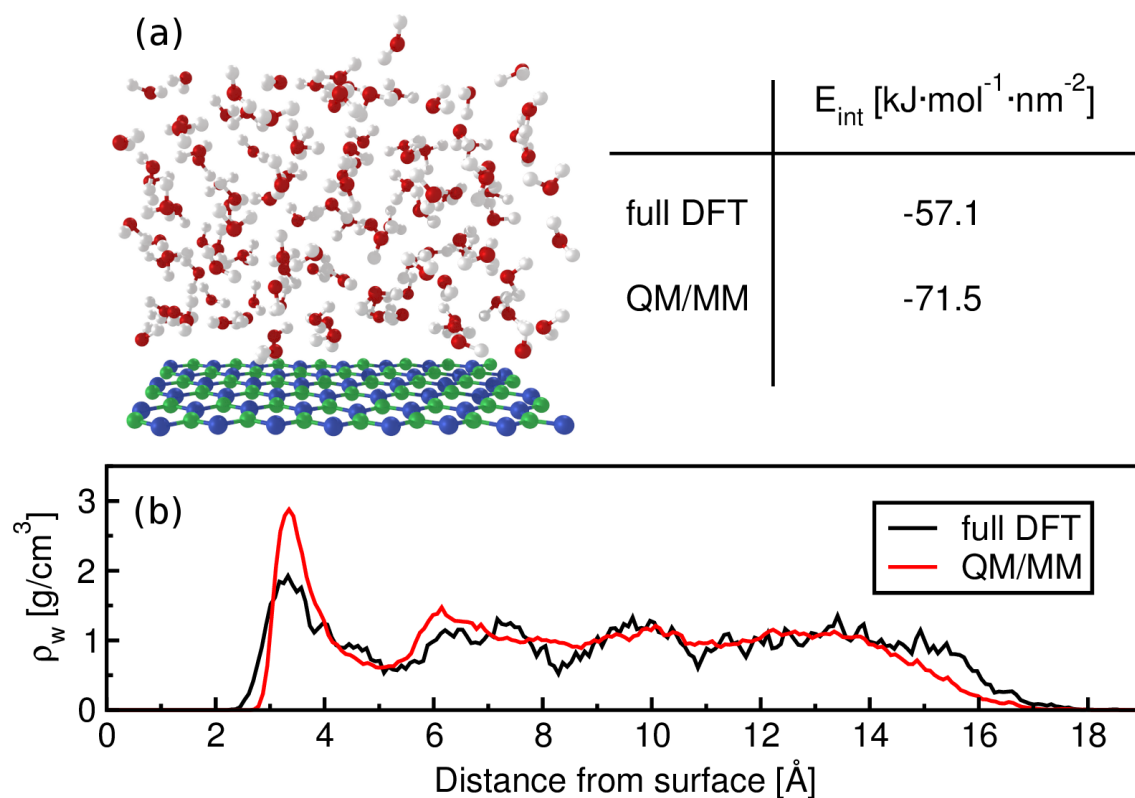 (a)
E_int [kJ·mol^-1·nm^-2]
full DFT -57.1
QM/MM -71.5
(b)
full DFT
QM/MM
ρ_w [g/cm^3]
3
2
1
0
0 2 4 6 8 10 12 14 16 18
Distance from surface [Å]